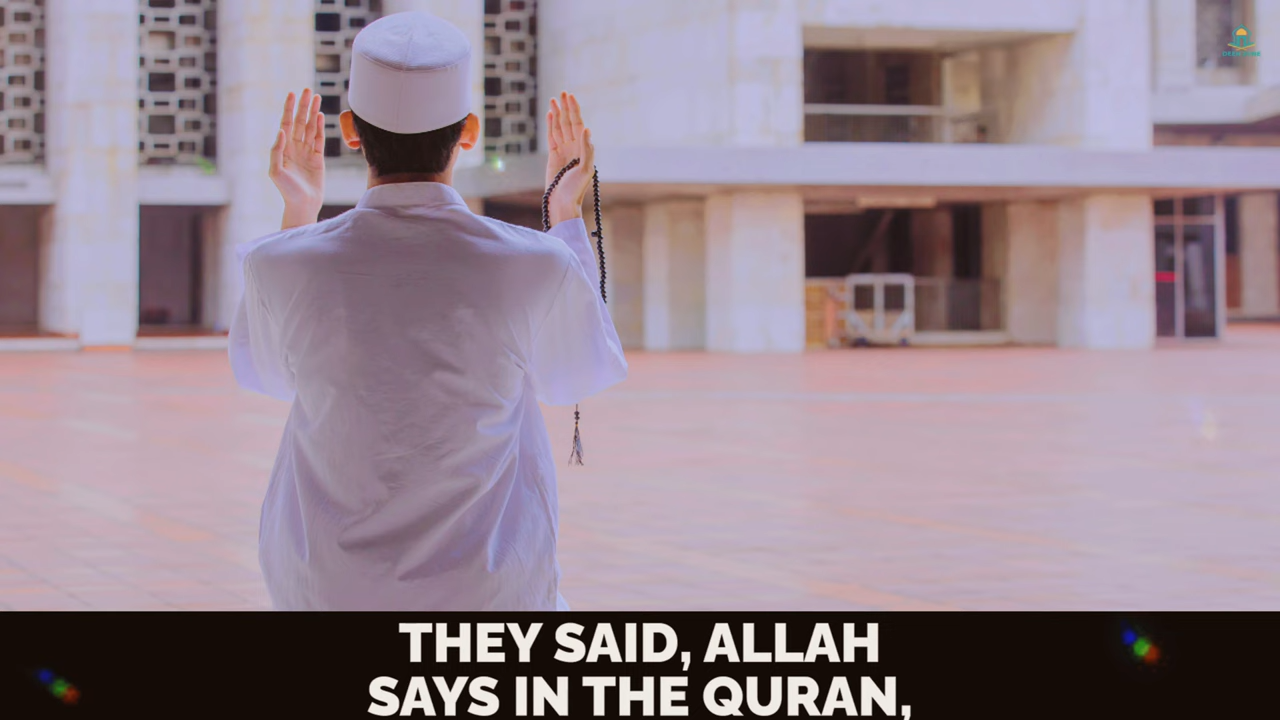 THEY SAID, ALLAH
SAYS IN THE QURAN,